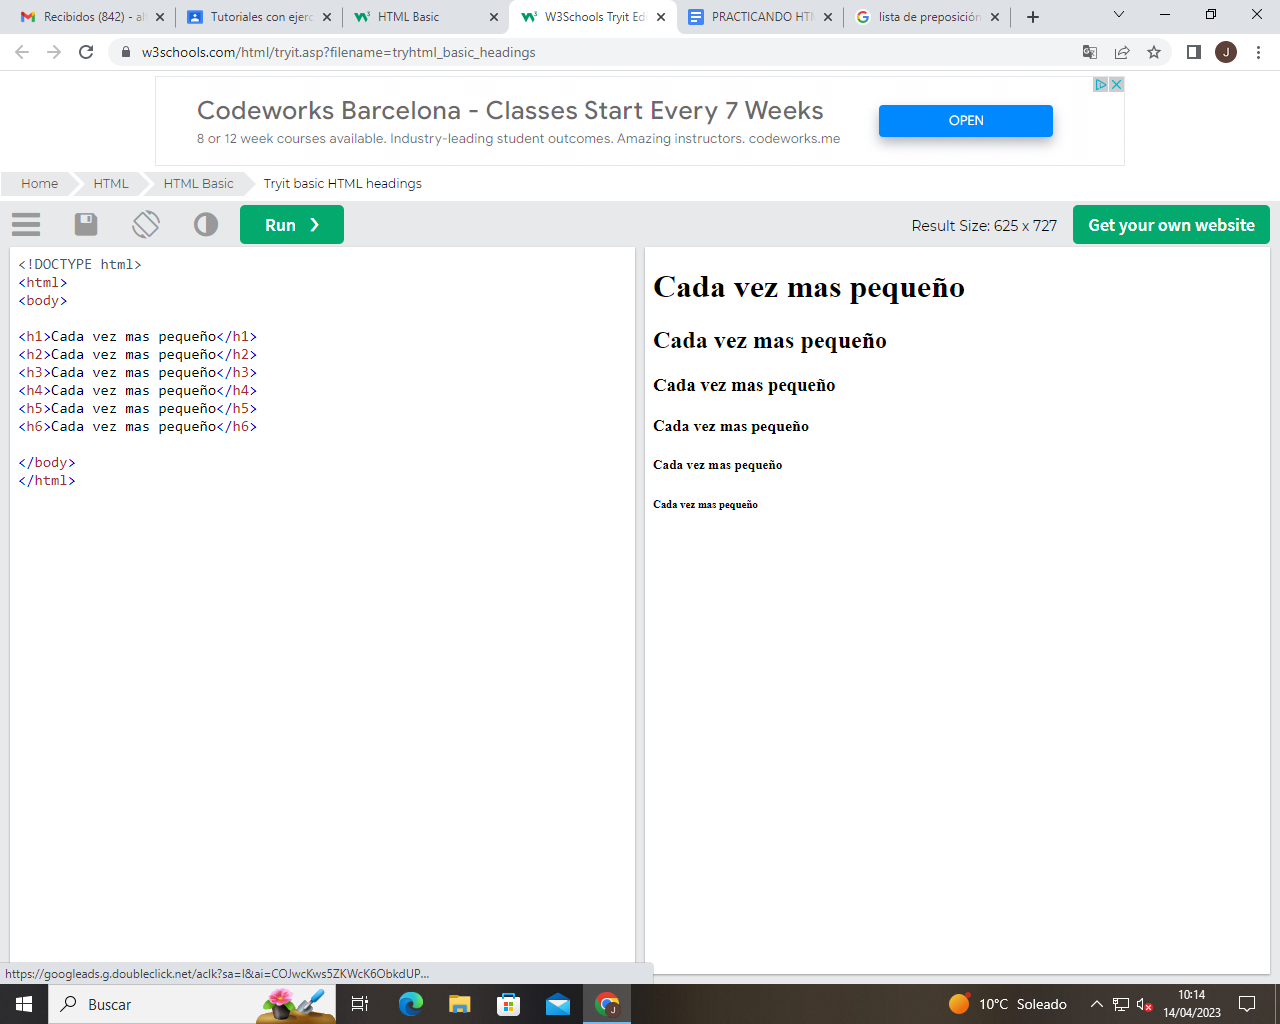 Recibidos (842) - al
Tutoriales con ejerc
HTML Basic
W3Schools Tryit Edi
PRACTICANDO HTM
lista de preposición
w3schools.com/html/tryit.asp?filename=tryhtml_basic_headings
J
Codeworks Barcelona - Classes Start Every 7 Weeks
8 or 12 week courses available. Industry-leading student outcomes. Amazing instructors. codeworks.me
OPEN
Home
HTML
HTML Basic
Tryit basic HTML headings
Run ❯
Result Size: 625 x 727
Get your own website
<!DOCTYPE html>
<html>
<body>
<h1>Cada vez mas pequeño</h1>
<h2>Cada vez mas pequeño</h2>
<h3>Cada vez mas pequeño</h3>
<h4>Cada vez mas pequeño</h4>
<h5>Cada vez mas pequeño</h5>
<h6>Cada vez mas pequeño</h6>
</body>
</html>
Cada vez mas pequeño
Cada vez mas pequeño
Cada vez mas pequeño
Cada vez mas pequeño
Cada vez mas pequeño
Cada vez mas pequeño
https://googleads.g.doubleclick.net/aclk?sa=l&ai=COJwcKws5ZKWcK6ObkdUP...
Buscar
J
10°C Soleado
10:14
14/04/2023